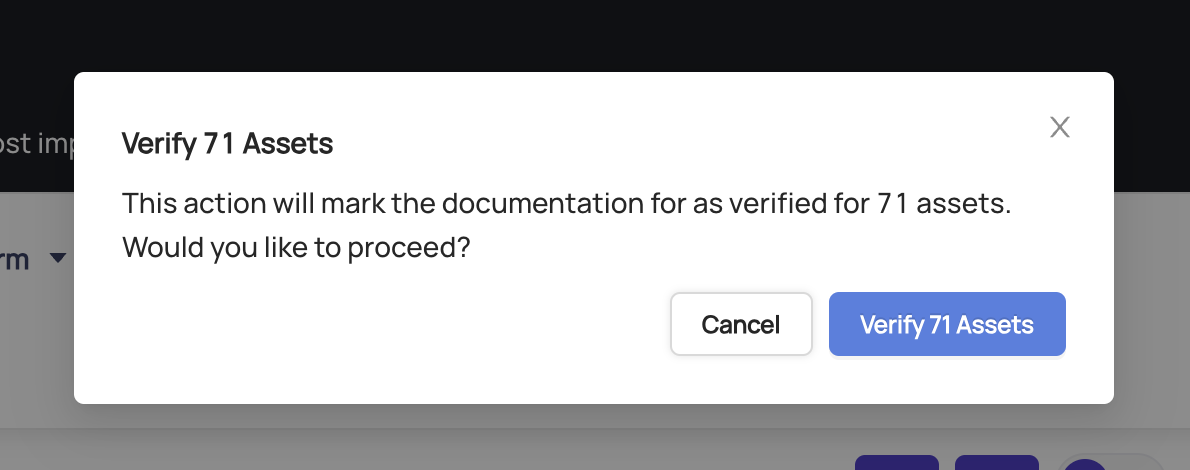 ost imp
Verify 71 Assets
This action will mark the documentation for as verified for 71 assets.
Would you like to proceed?
rm
Cancel
Verify 71 Assets